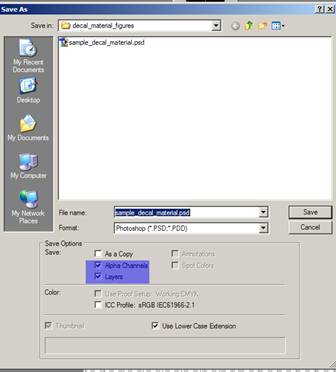 Save As
Save in: decal_material_figures
sample_decal_material.psd
My Recent
Documents
Desktop
My Documents
My Computer
My Network
Places
File name: sample_decal_material.psd Save
Format: Photoshop (*.PSD;*.PDD) Cancel
Save Options
Save: As a Copy Annotations
Alpha Channels Spot Colors
Layers
Color: Use Proof Setup: Working CMYK
ICC Profile: sRGB IEC61966-2.1
Thumbnail Use Lower Case Extension